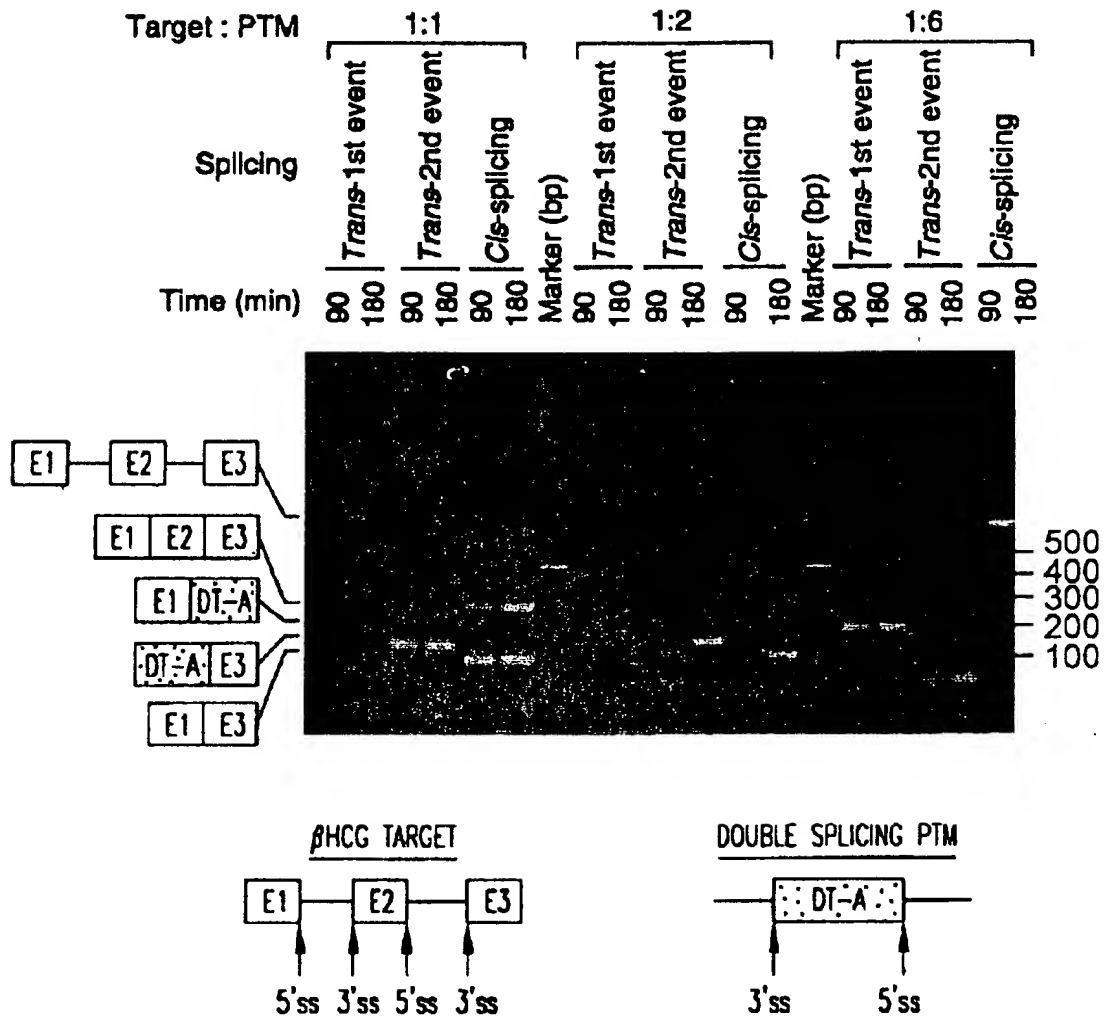 Target : PTM 1:1 1:2 1:6
Splicing Trans-1st event Trans-2nd event Cis-splicing Marker (bp) Trans-1st event Trans-2nd event Cis-splicing Marker (bp) Trans-1st event Trans-2nd event Cis-splicing
Time (min) 90 180 90 180 90 180 90 180 90 180 90 180 90 180 90 180 90 180
E1 E2 E3
E1 E2 E3
E1 DT-A
DT-A E3
E1 E3
500
400
300
200
100
βHCG TARGET
E1 E2 E3
5'ss 3'ss 5'ss 3'ss
DOUBLE SPLICING PTM
DT-A
3'ss 5'ss